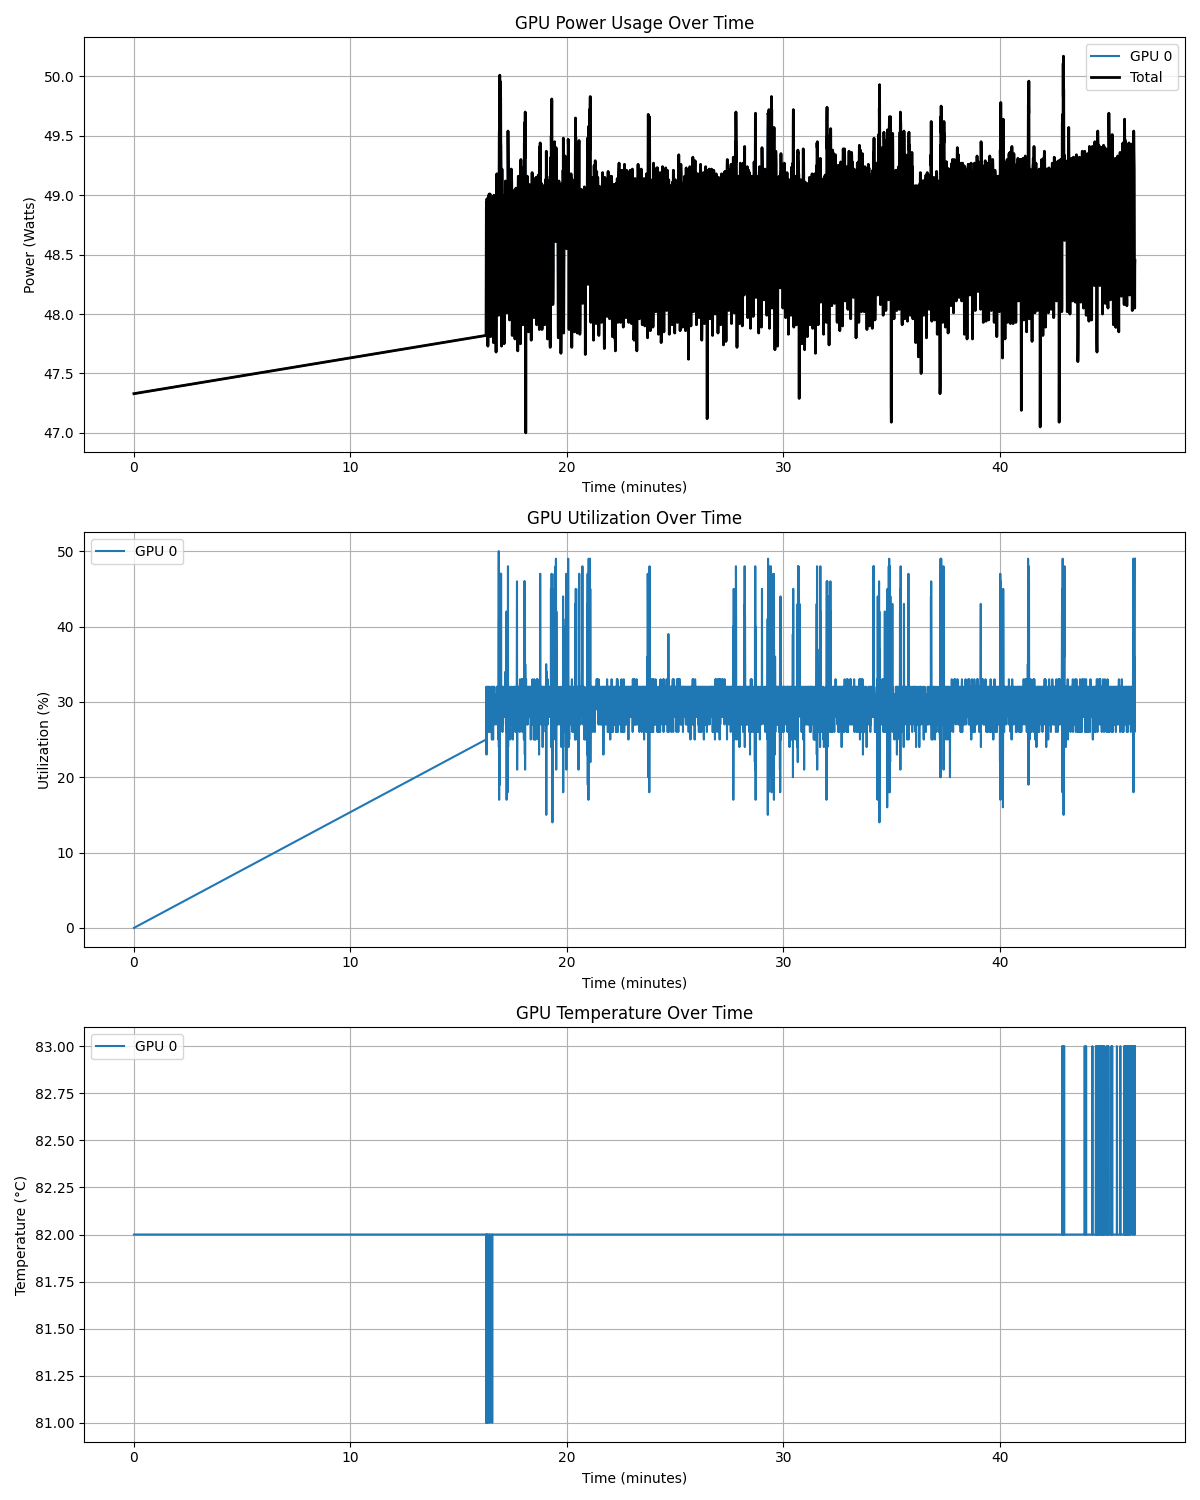 GPU Power Usage Over Time
GPU 0
Total
50.0
49.5
49.0
48.5
48.0
47.5
47.0
Power (Watts)
0 10 20 30 40
Time (minutes)
GPU Utilization Over Time
GPU 0
50
40
30
20
10
0
Utilization (%)
0 10 20 30 40
Time (minutes)
GPU Temperature Over Time
GPU 0
83.00
82.75
82.50
82.25
82.00
81.75
81.50
81.25
81.00
Temperature (°C)
0 10 20 30 40
Time (minutes)